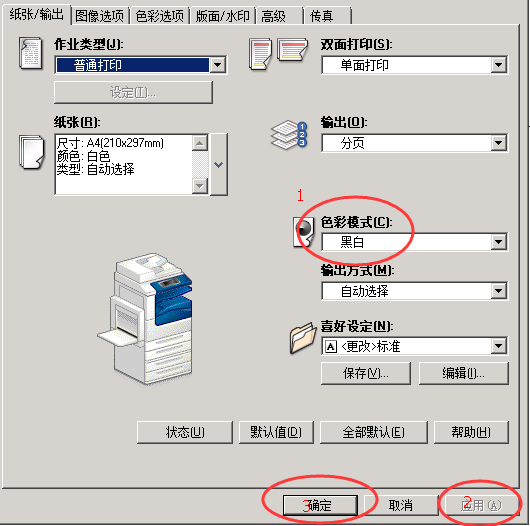 纸张/输出 图像选项 色彩选项 版面/水印 高级 传真
作业类型(J):
普通打印
设定(I)...
纸张(R):
尺寸: A4(210x297mm)
颜色: 白色
类型: 自动选择
双面打印(S):
单面打印
输出(O):
1
2
3
分页
1
色彩模式(C):
黑白
输出方式(M):
自动选择
喜好设定(N):
A <更改>标准
保存(V)... 编辑(I)...
状态(U) 默认值(D) 全部默认(E) 帮助(H)
3 确定 取消 2 应用(A)